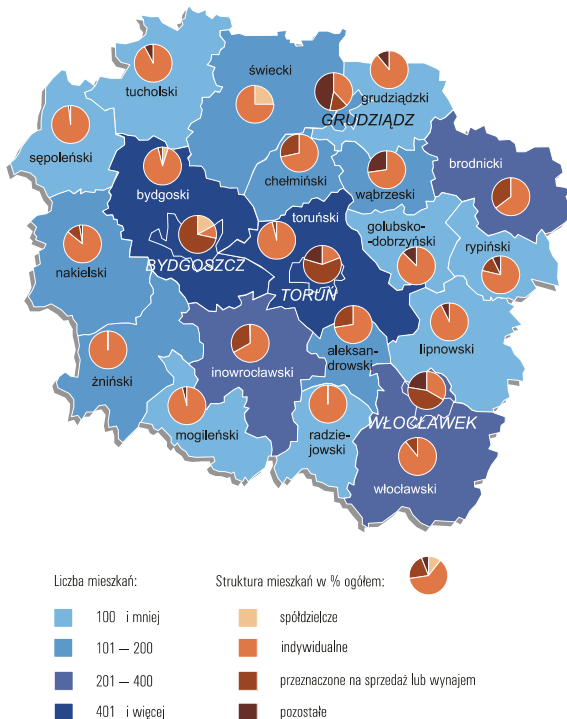 świecki
tucholski
grudziądzki
GRUDZIĄDZ
sępoleński
brodnicki
bydgoski
chełmiński
wąbrzeski
toruński
golubsko-
-dobrzyński
rypiński
nakielski
BYDGOSZCZ
TORUŃ
lipnowski
aleksan-
drowski
inowrocławski
żniński
WŁOCŁAWEK
mogileński
radzie-
jowski
włocławski
Liczba mieszkań:
100 i mniej
101 — 200
201 — 400
401 i więcej
Struktura mieszkań w % ogółem:
spółdzielcze
indywidualne
przeznaczone na sprzedaż lub wynajem
pozostałe